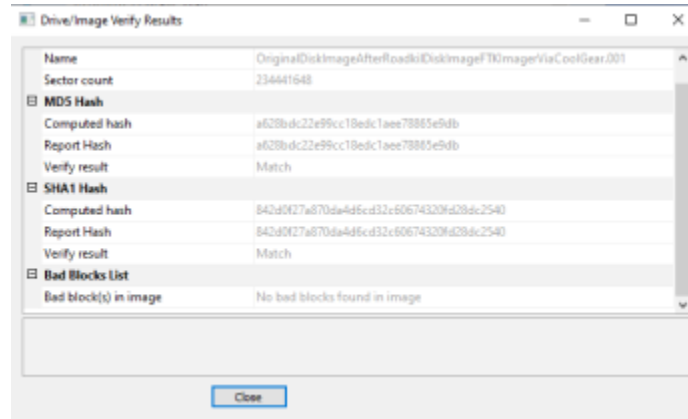 Drive/Image Verify Results
Name OriginalDiskImageAfterRoadkilDiskImageFTKImagerViaCoolGear.001
Sector count 234441648
MD5 Hash
Computed hash a628bdc22e99cc18edc1aee78865e9db
Report Hash a628bdc22e99cc18edc1aee78865e9db
Verify result Match
SHA1 Hash
Computed hash 842d0f27a870da4d6cd32c60674320fd28dc2540
Report Hash 842d0f27a870da4d6cd32c60674320fd28dc2540
Verify result Match
Bad Blocks List
Bad block(s) in image No bad blocks found in image
Close